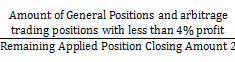 Amount of General Positions and arbitrage
trading positions with less than 4% profit
Remaining Applied Position Closing Amount 2